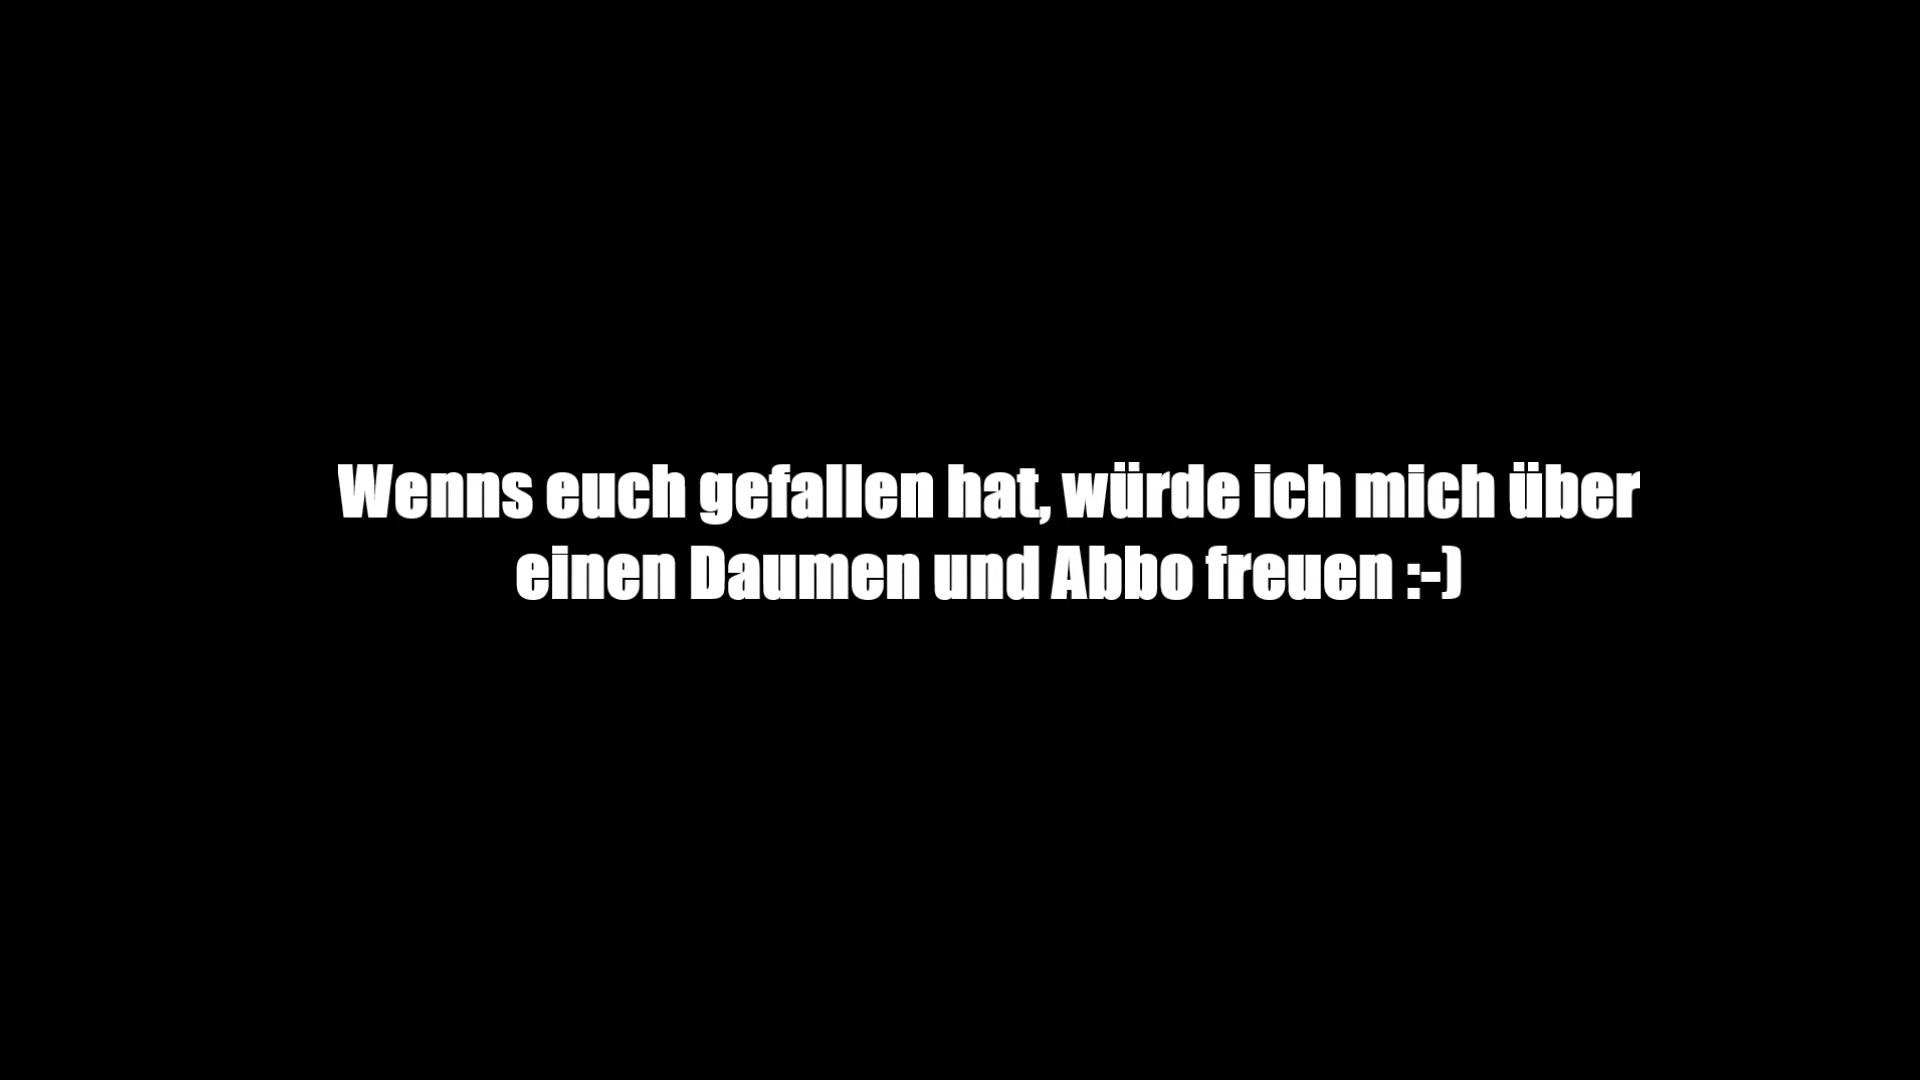 Wenns euch gefallen hat, würde ich mich über
einen Daumen und Abbo freuen :-)